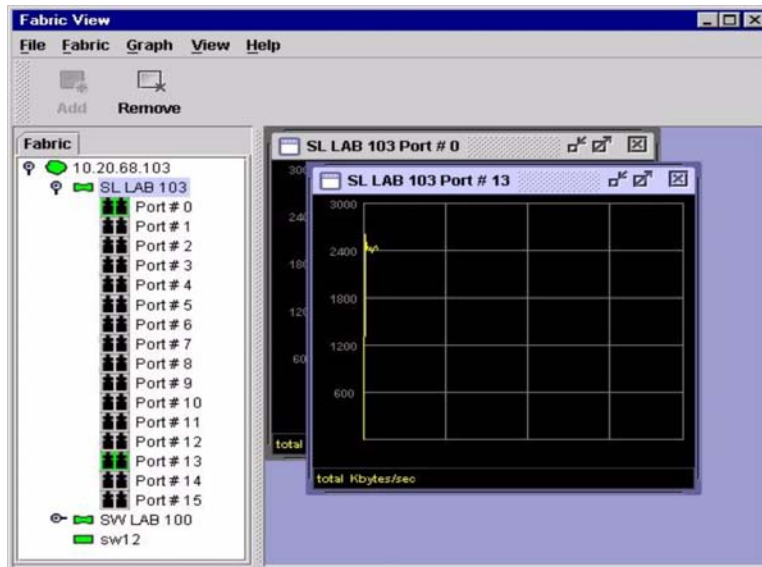 Fabric View
File Fabric Graph View Help
Add Remove
Fabric
10.20.68.103
SL LAB 103
Port # 0
Port # 1
Port # 2
Port # 3
Port # 4
Port # 5
Port # 6
Port # 7
Port # 8
Port # 9
Port # 10
Port # 11
Port # 12
Port # 13
Port # 14
Port # 15
SW LAB 100
sw12
SL LAB 103 Port # 0
total
SL LAB 103 Port # 13
3000
2400
1800
1200
600
total Kbytes/sec